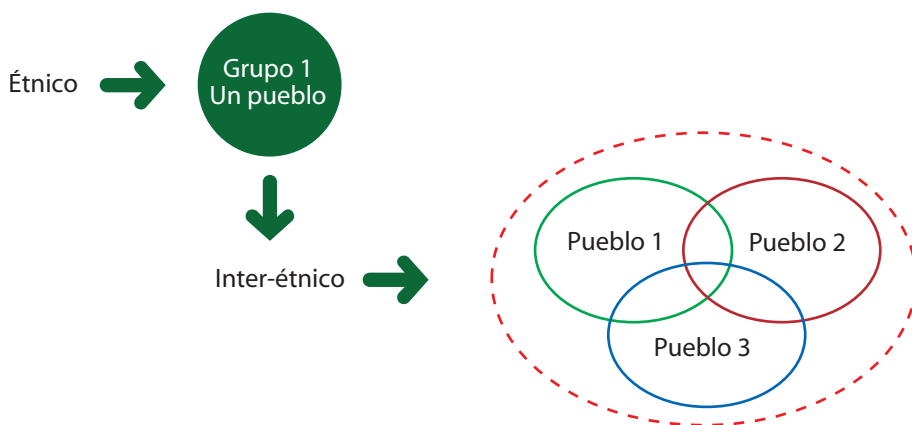 Étnico
Grupo 1
Un pueblo
Inter-étnico
Pueblo 1
Pueblo 2
Pueblo 3